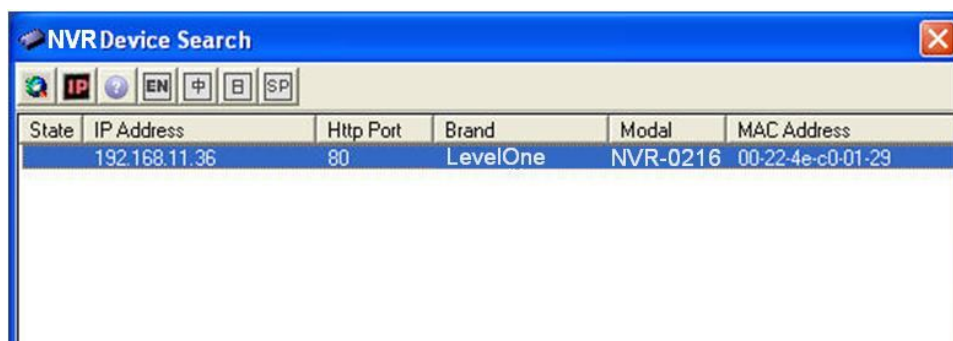 NVR Device Search
IP ? EN 中 日 SP
State IP Address Http Port Brand Modal MAC Address
192.168.11.36 80 LevelOne NVR-0216 00-22-4e-c0-01-29